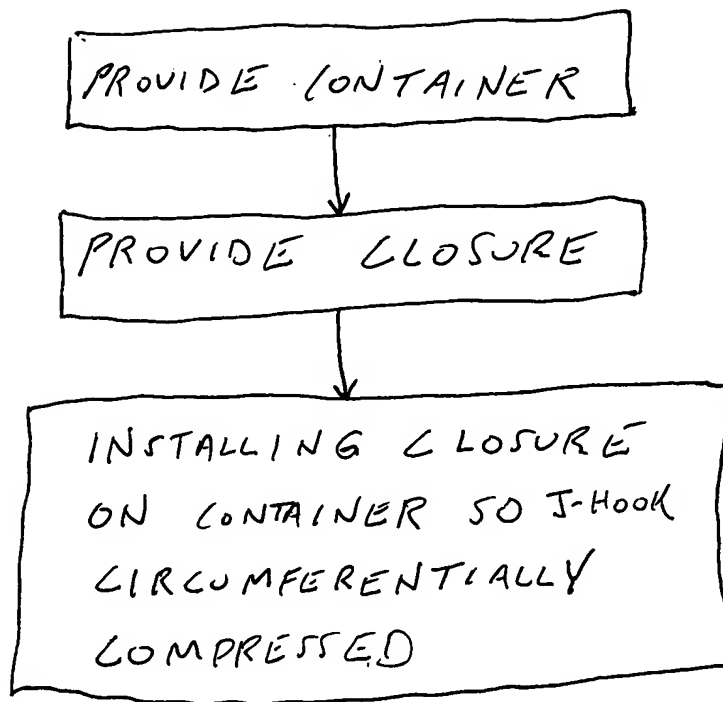 PROVIDE CONTAINER
PROVIDE CLOSURE
INSTALLING CLOSURE
ON CONTAINER SO J-HOOK
CIRCUMFERENTIALLY
COMPRESSED